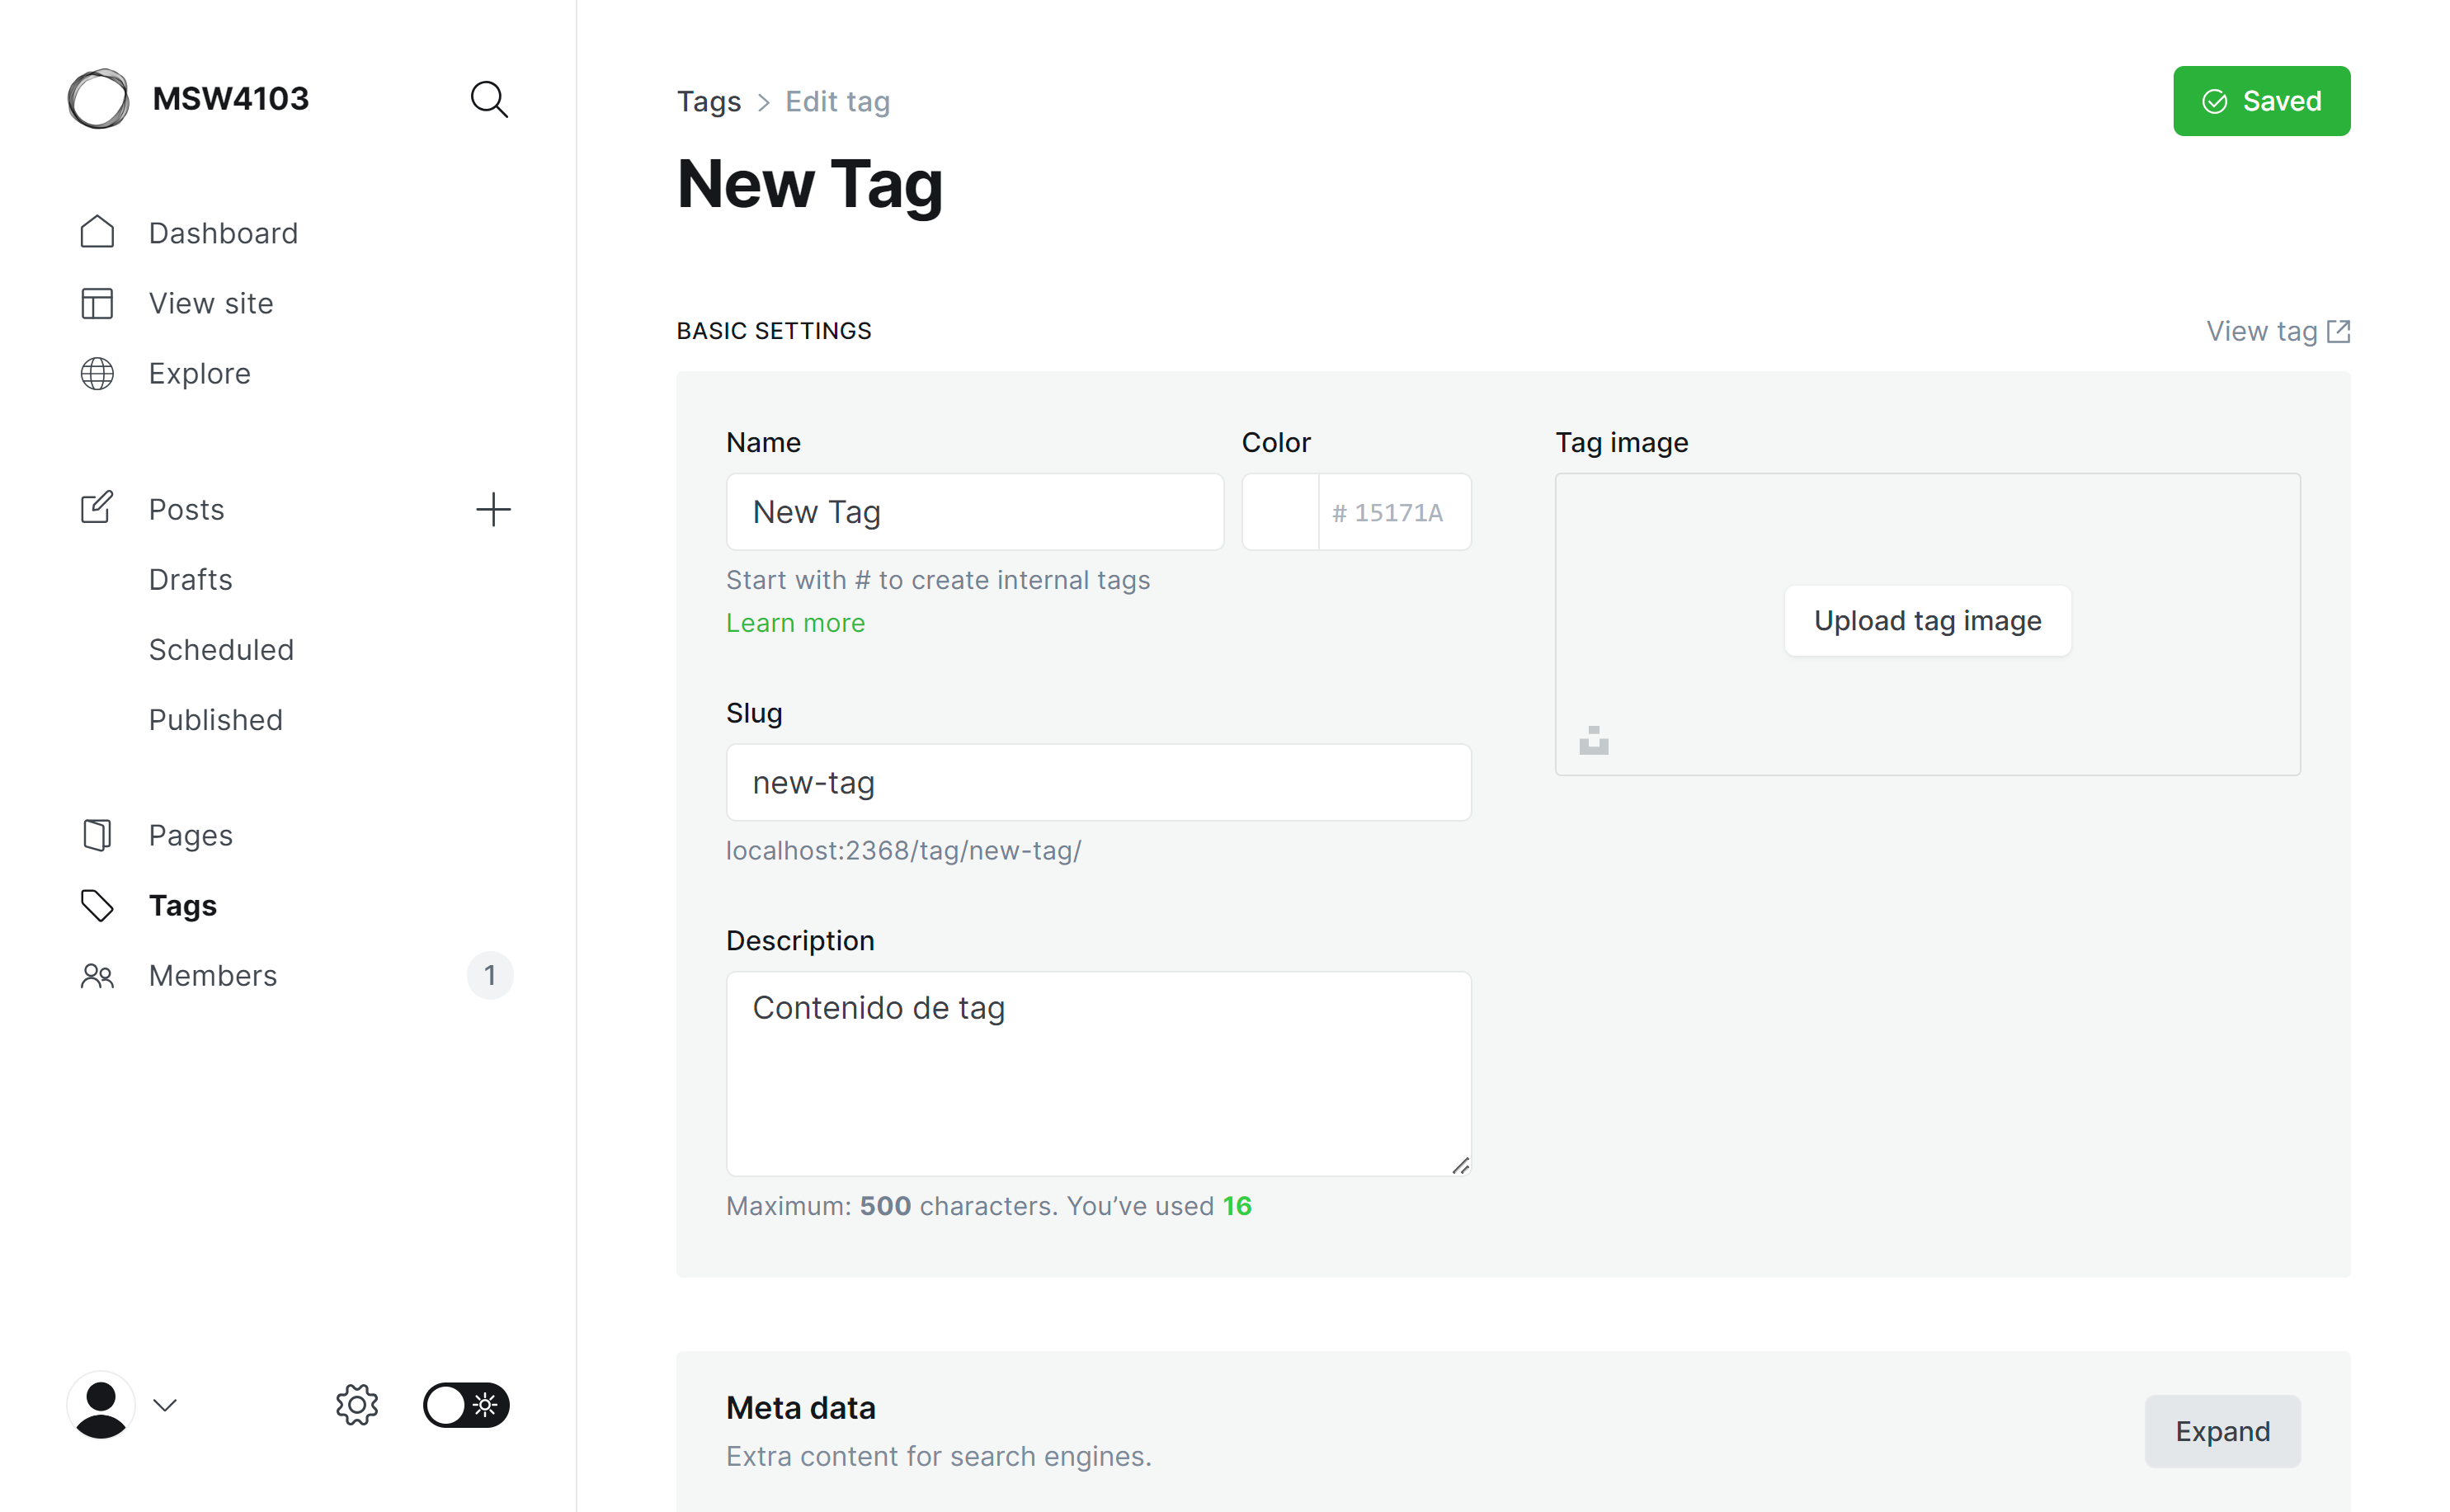 MSW4103
Dashboard
View site
Explore
Posts
Drafts
Scheduled
Published
Pages
Tags
Members 1
Tags > Edit tag
Saved
New Tag
BASIC SETTINGS
View tag
Name
New Tag
Color
# 15171A
Start with # to create internal tags
Learn more
Slug
new-tag
localhost:2368/tag/new-tag/
Description
Contenido de tag
Maximum: 500 characters. You’ve used 16
Tag image
Upload tag image
Meta data
Extra content for search engines.
Expand